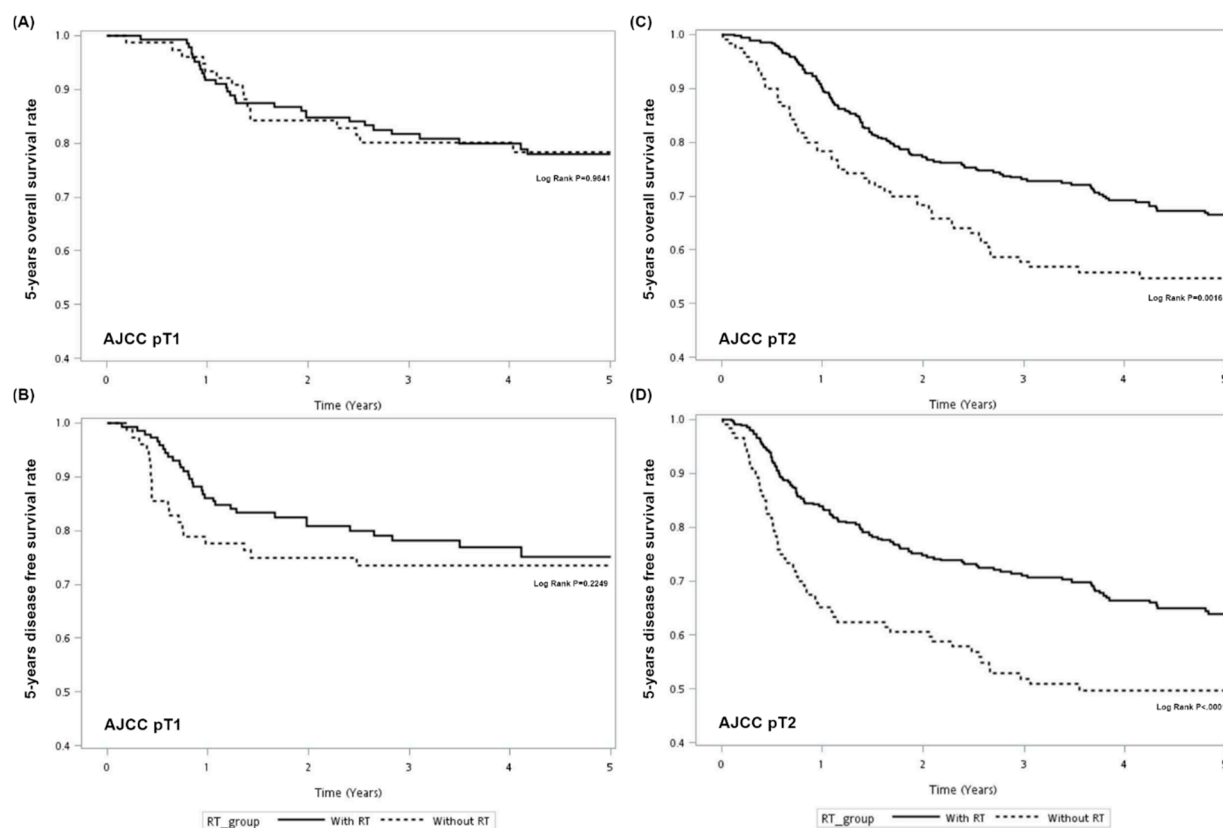 (A)
5-years overall survival rate
1.0
0.9
0.8
0.7
0.6
0.5
0.4
Log Rank P=0.9641
AJCC pT1
0 1 2 3 4 5
Time (Years)
(B)
5-years disease free survival rate
1.0
0.9
0.8
0.7
0.6
0.5
0.4
Log Rank P=0.2249
AJCC pT1
0 1 2 3 4 5
Time (Years)
RT_group With RT Without RT
(C)
5-years overall survival rate
1.0
0.9
0.8
0.7
0.6
0.5
0.4
Log Rank P=0.0016
AJCC pT2
0 1 2 3 4 5
Time (Years)
(D)
5-years disease free survival rate
1.0
0.9
0.8
0.7
0.6
0.5
0.4
Log Rank P<.000
AJCC pT2
0 1 2 3 4 5
Time (Years)
RT_group With RT Without RT